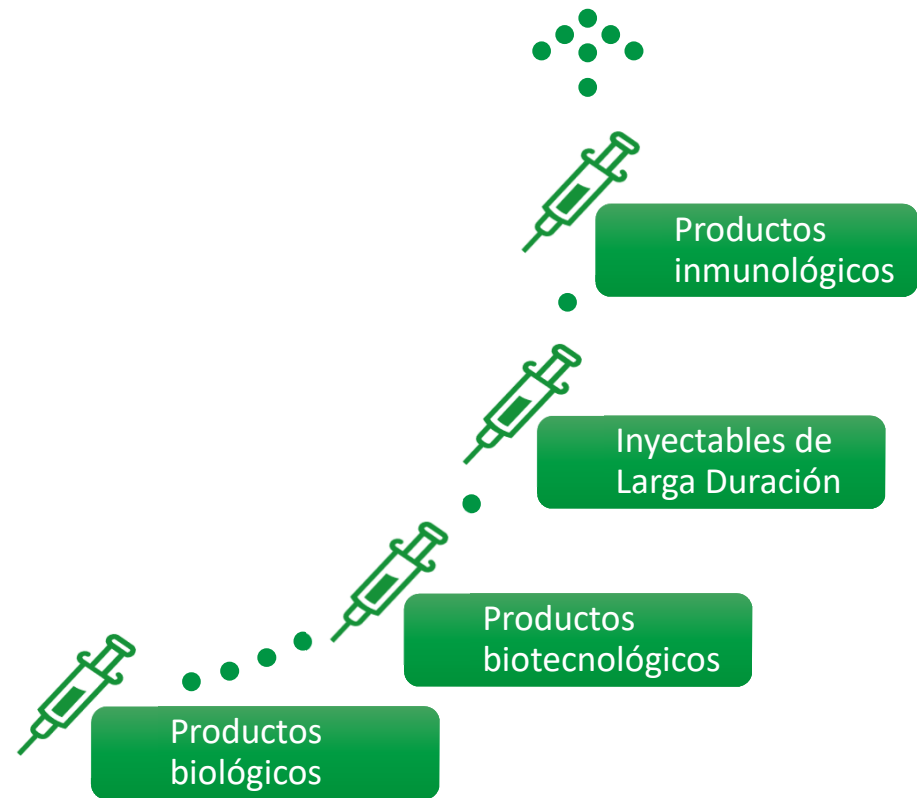 Productos
inmunológicos
Inyectables de
Larga Duración
Productos
biotecnológicos
Productos
biológicos